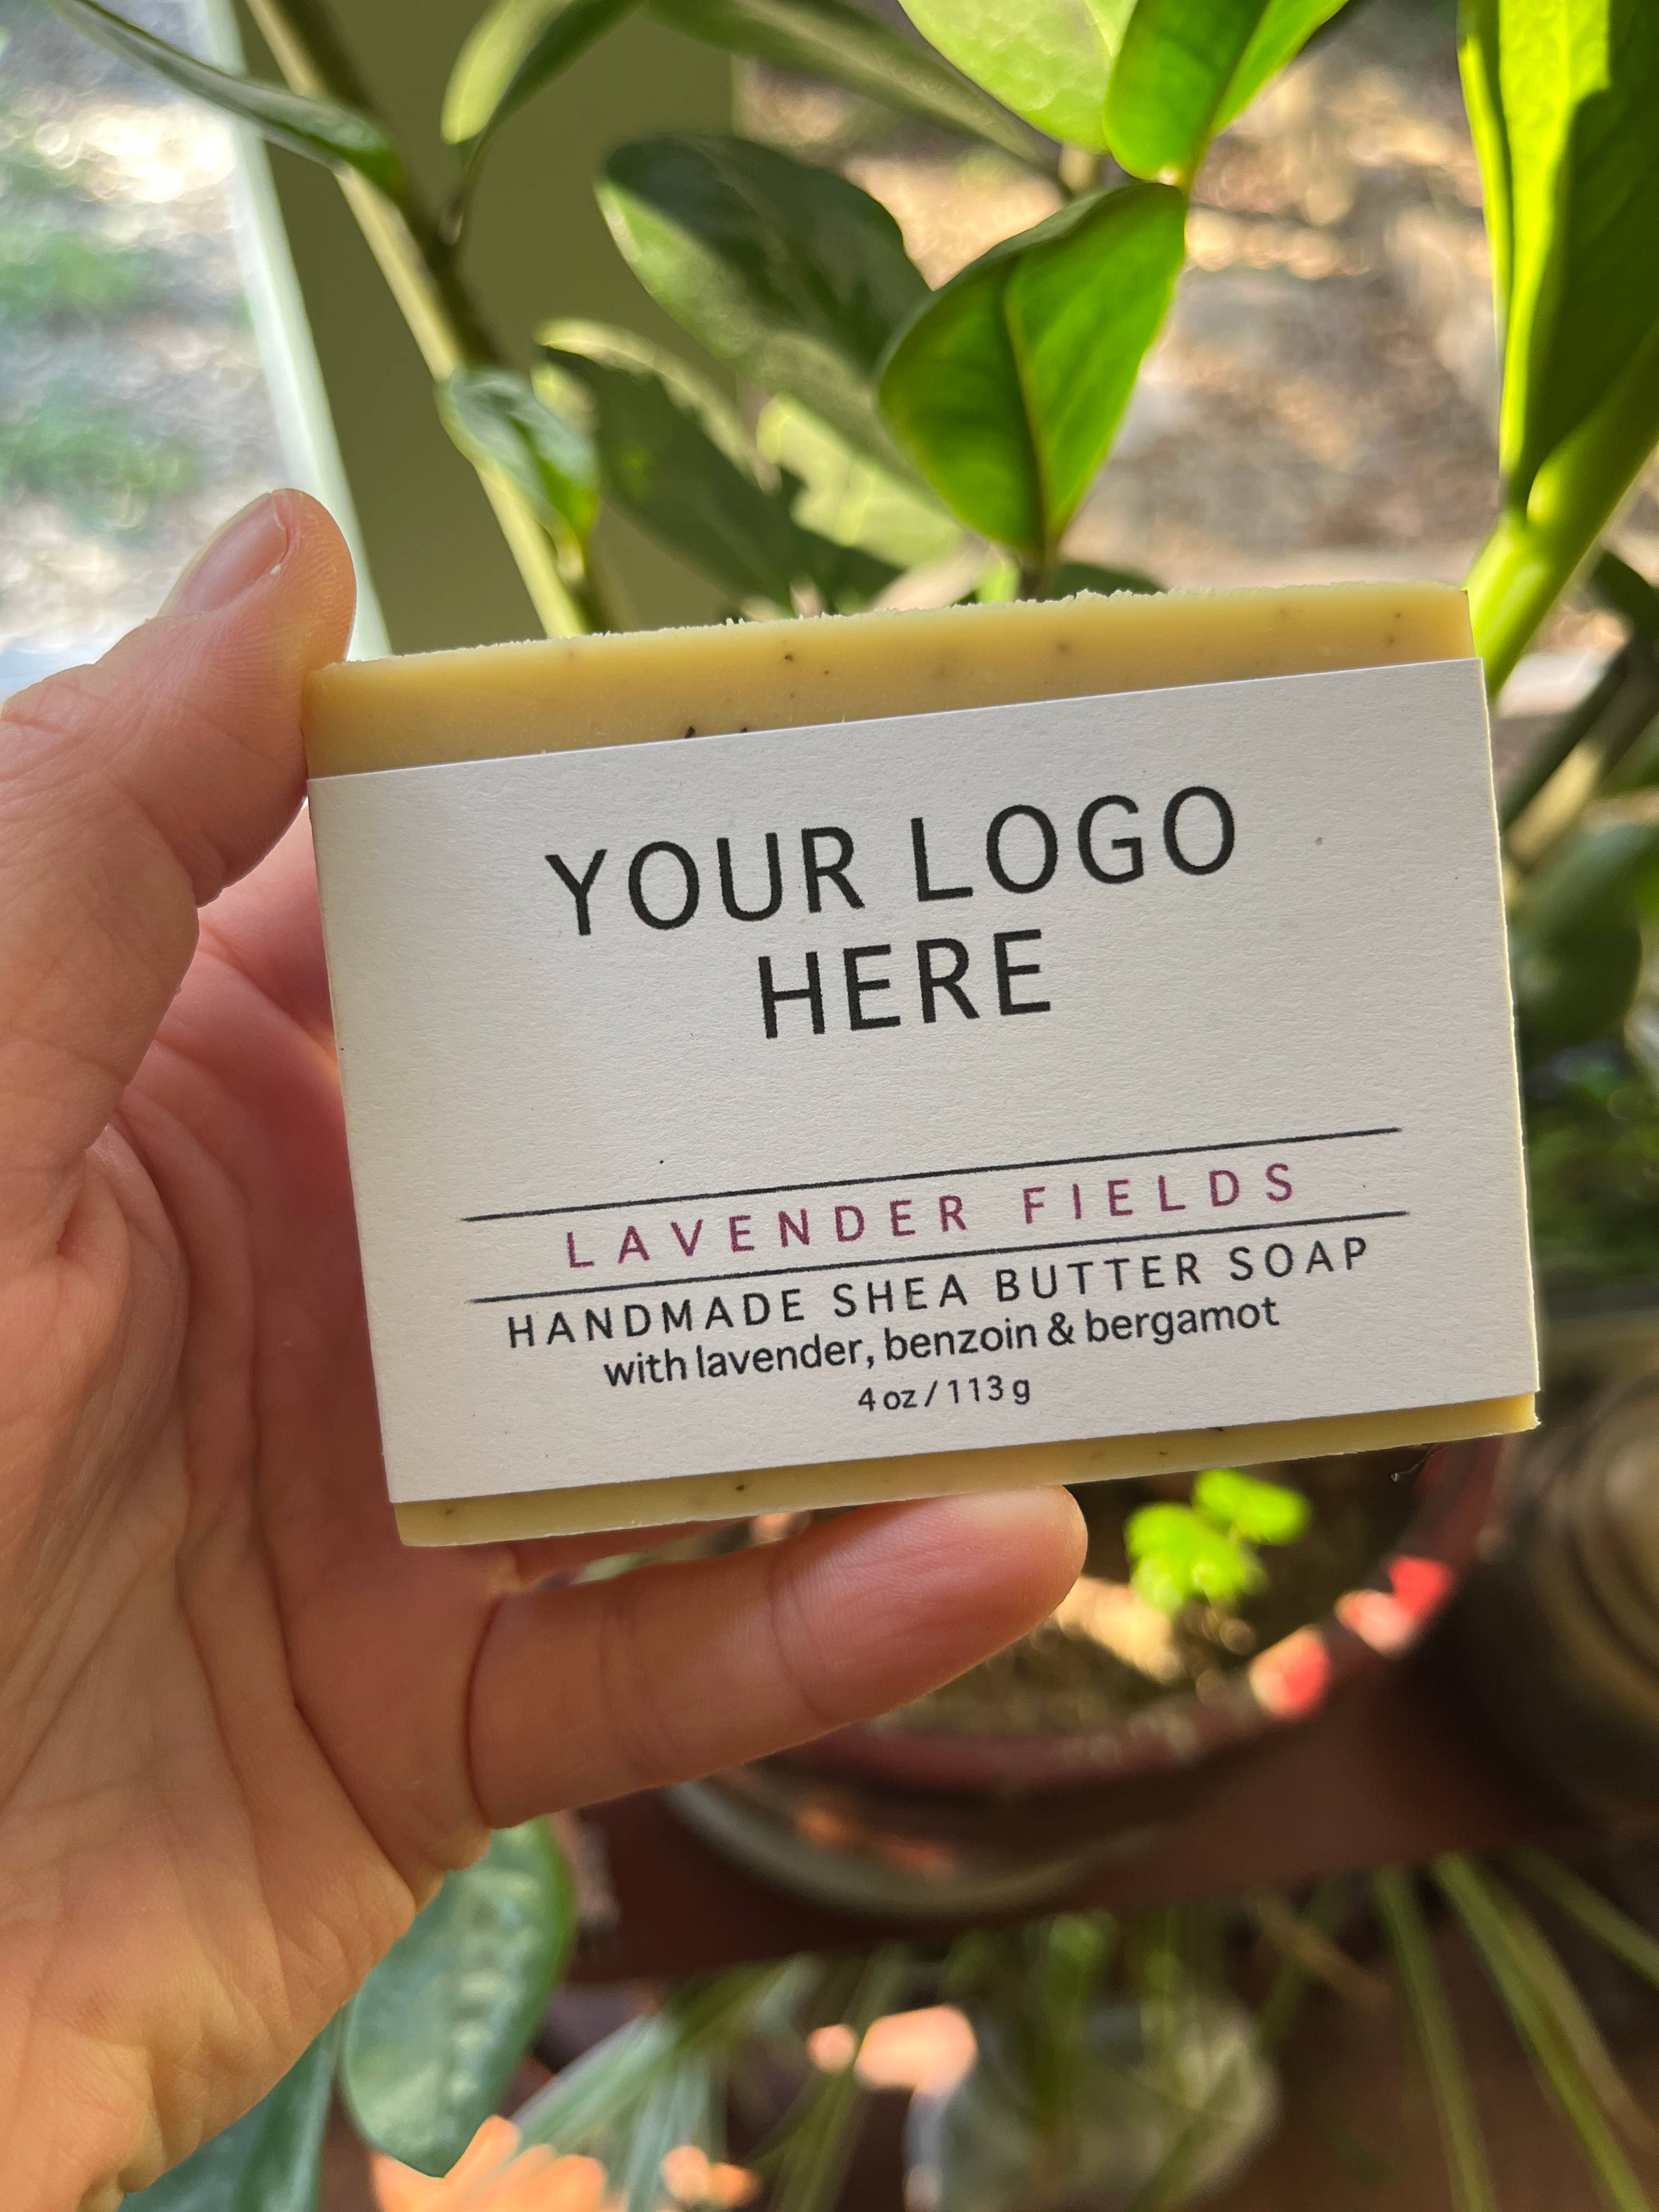 YOUR LOGO
HERE
LAVENDER FIELDS
HANDMADE SHEA BUTTER SOAP
with lavender, benzoin & bergamot
4 oz / 113 g